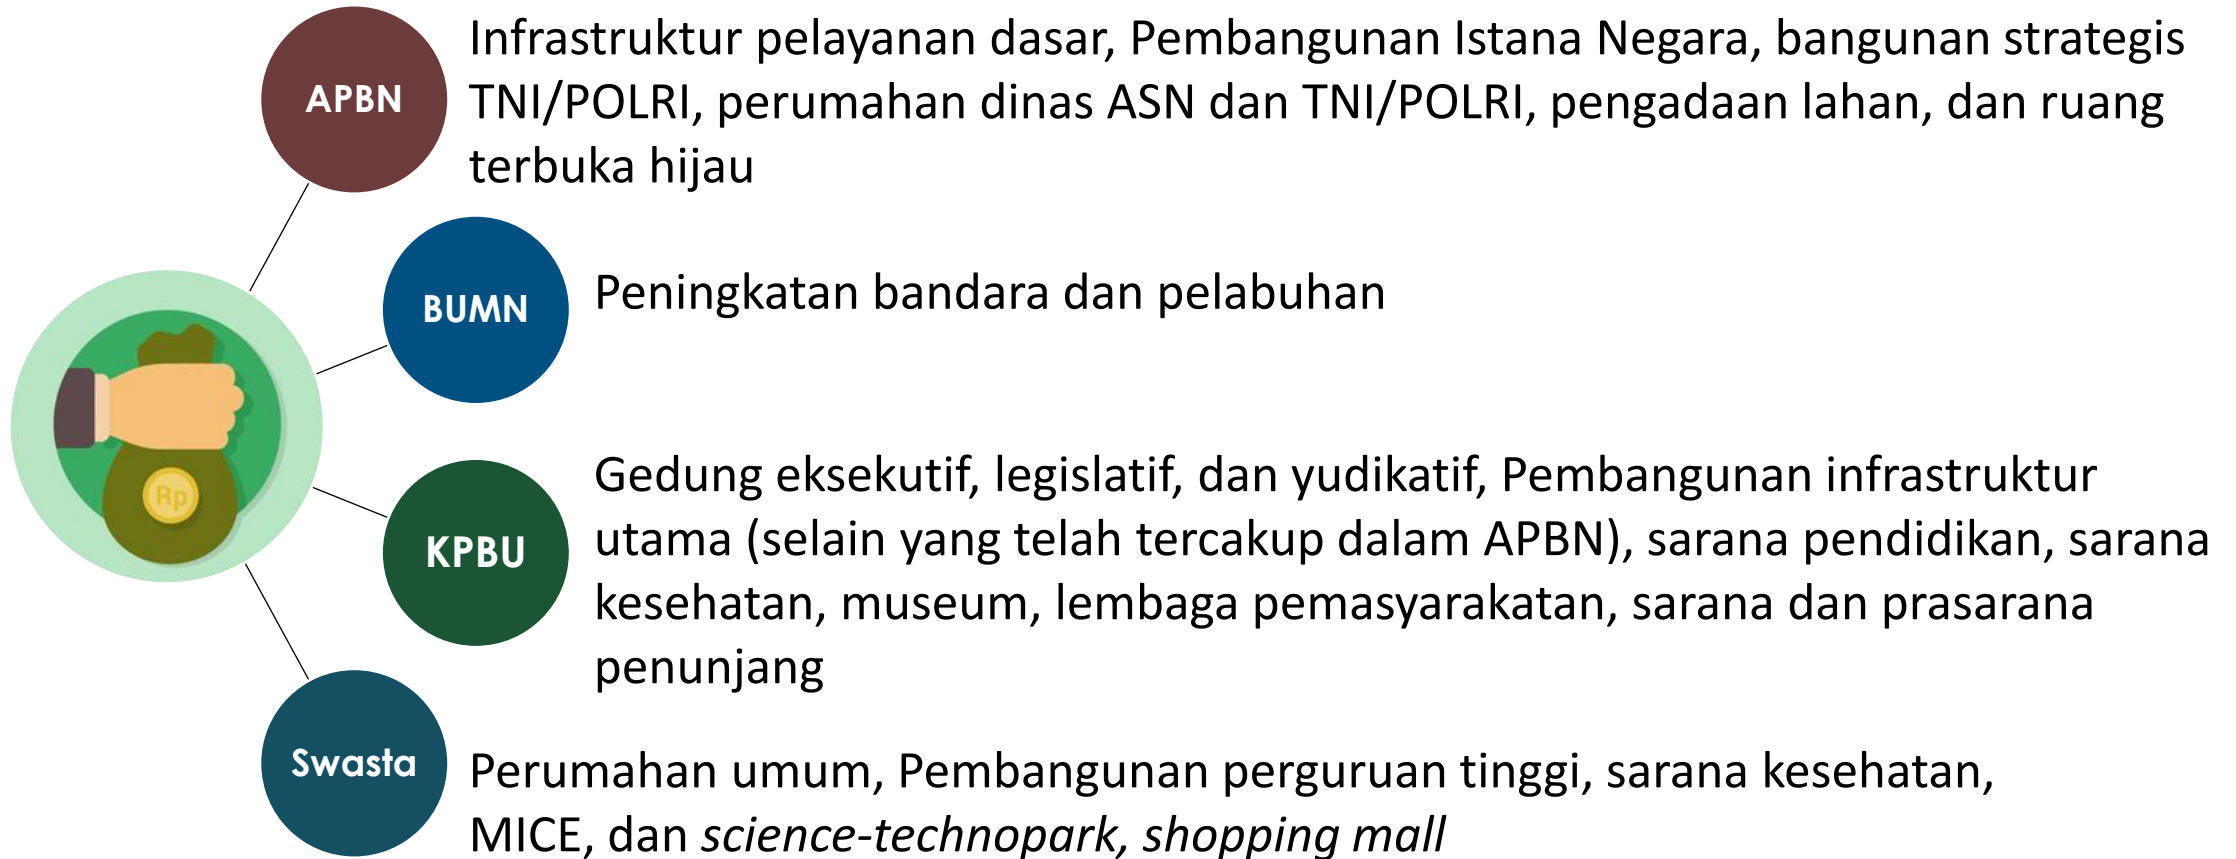 APBN
Infrastruktur pelayanan dasar, Pembangunan Istana Negara, bangunan strategis
TNI/POLRI, perumahan dinas ASN dan TNI/POLRI, pengadaan lahan, dan ruang
terbuka hijau
BUMN
Peningkatan bandara dan pelabuhan
Rp
KPBU
Gedung eksekutif, legislatif, dan yudikatif, Pembangunan infrastruktur
utama (selain yang telah tercakup dalam APBN), sarana pendidikan, sarana
kesehatan, museum, lembaga pemasyarakatan, sarana dan prasarana
penunjang
Swasta
Perumahan umum, Pembangunan perguruan tinggi, sarana kesehatan,
MICE, dan science-technopark, shopping mall